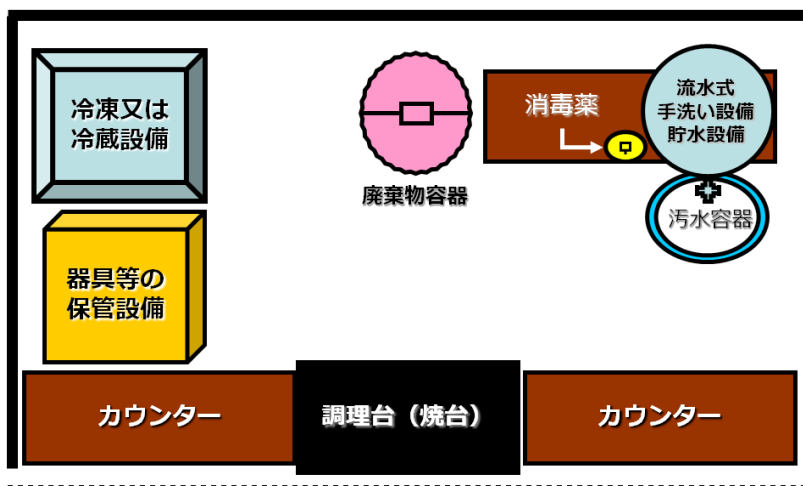 冷凍又は
冷蔵設備
消毒薬
流水式
手洗い設備
貯水設備
廃棄物容器
汚水容器
器具等の
保管設備
カウンター
調理台（焼台）
カウンター